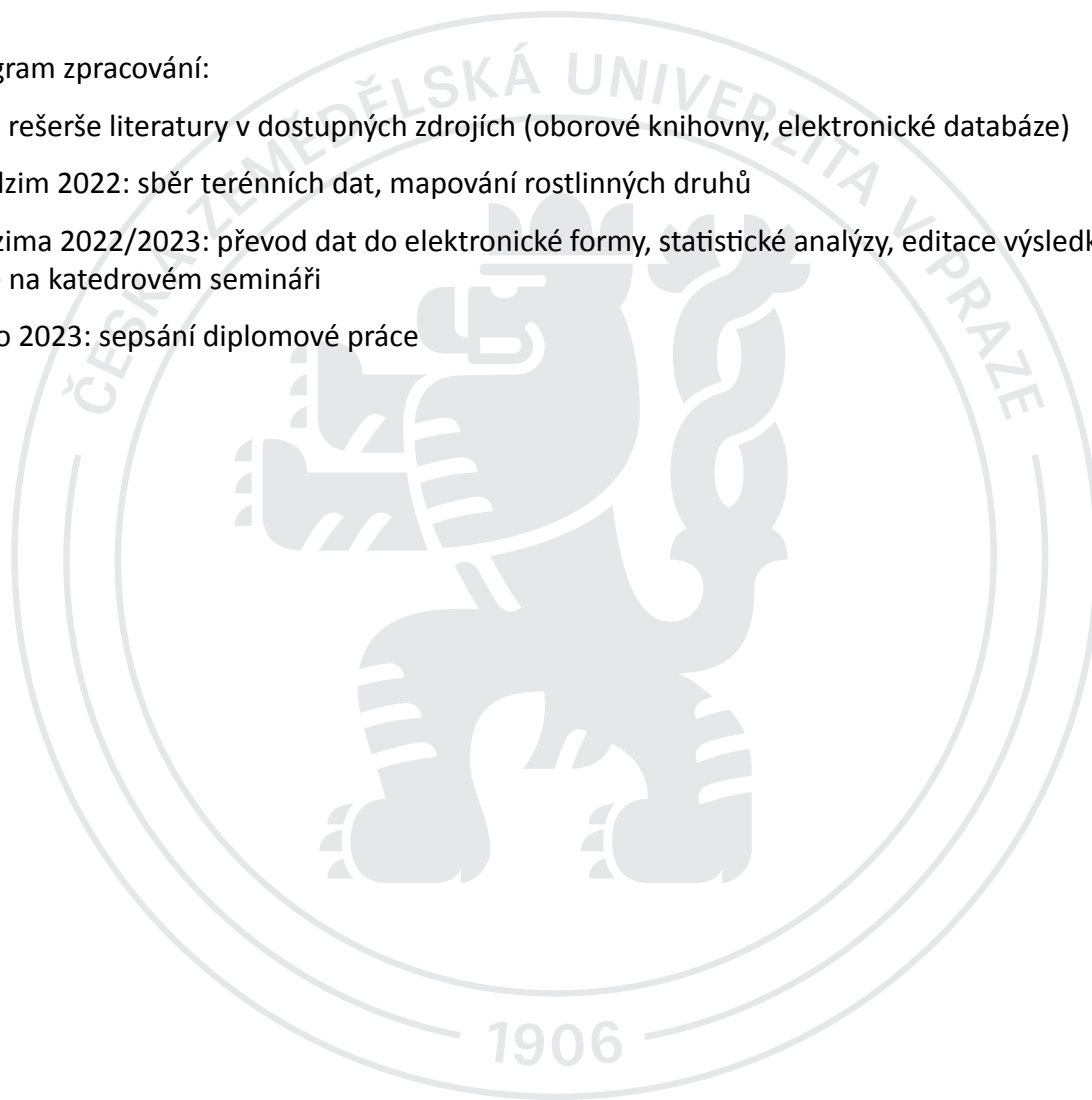 gram zpracování:
rešerše literatury v dostupných zdrojích (oborové knihovny, elektronické databáze)
dzim 2022: sběr terénních dat, mapování rostlinných druhů
zima 2022/2023: převod dat do elektronické formy, statistické analýzy, editace výsledk
na katedrovém semináři
o 2023: sepsání diplomové práce
ČESKÁ ZEMĚDĚLSKÁ UNIVERZITA V PRAZE
1906